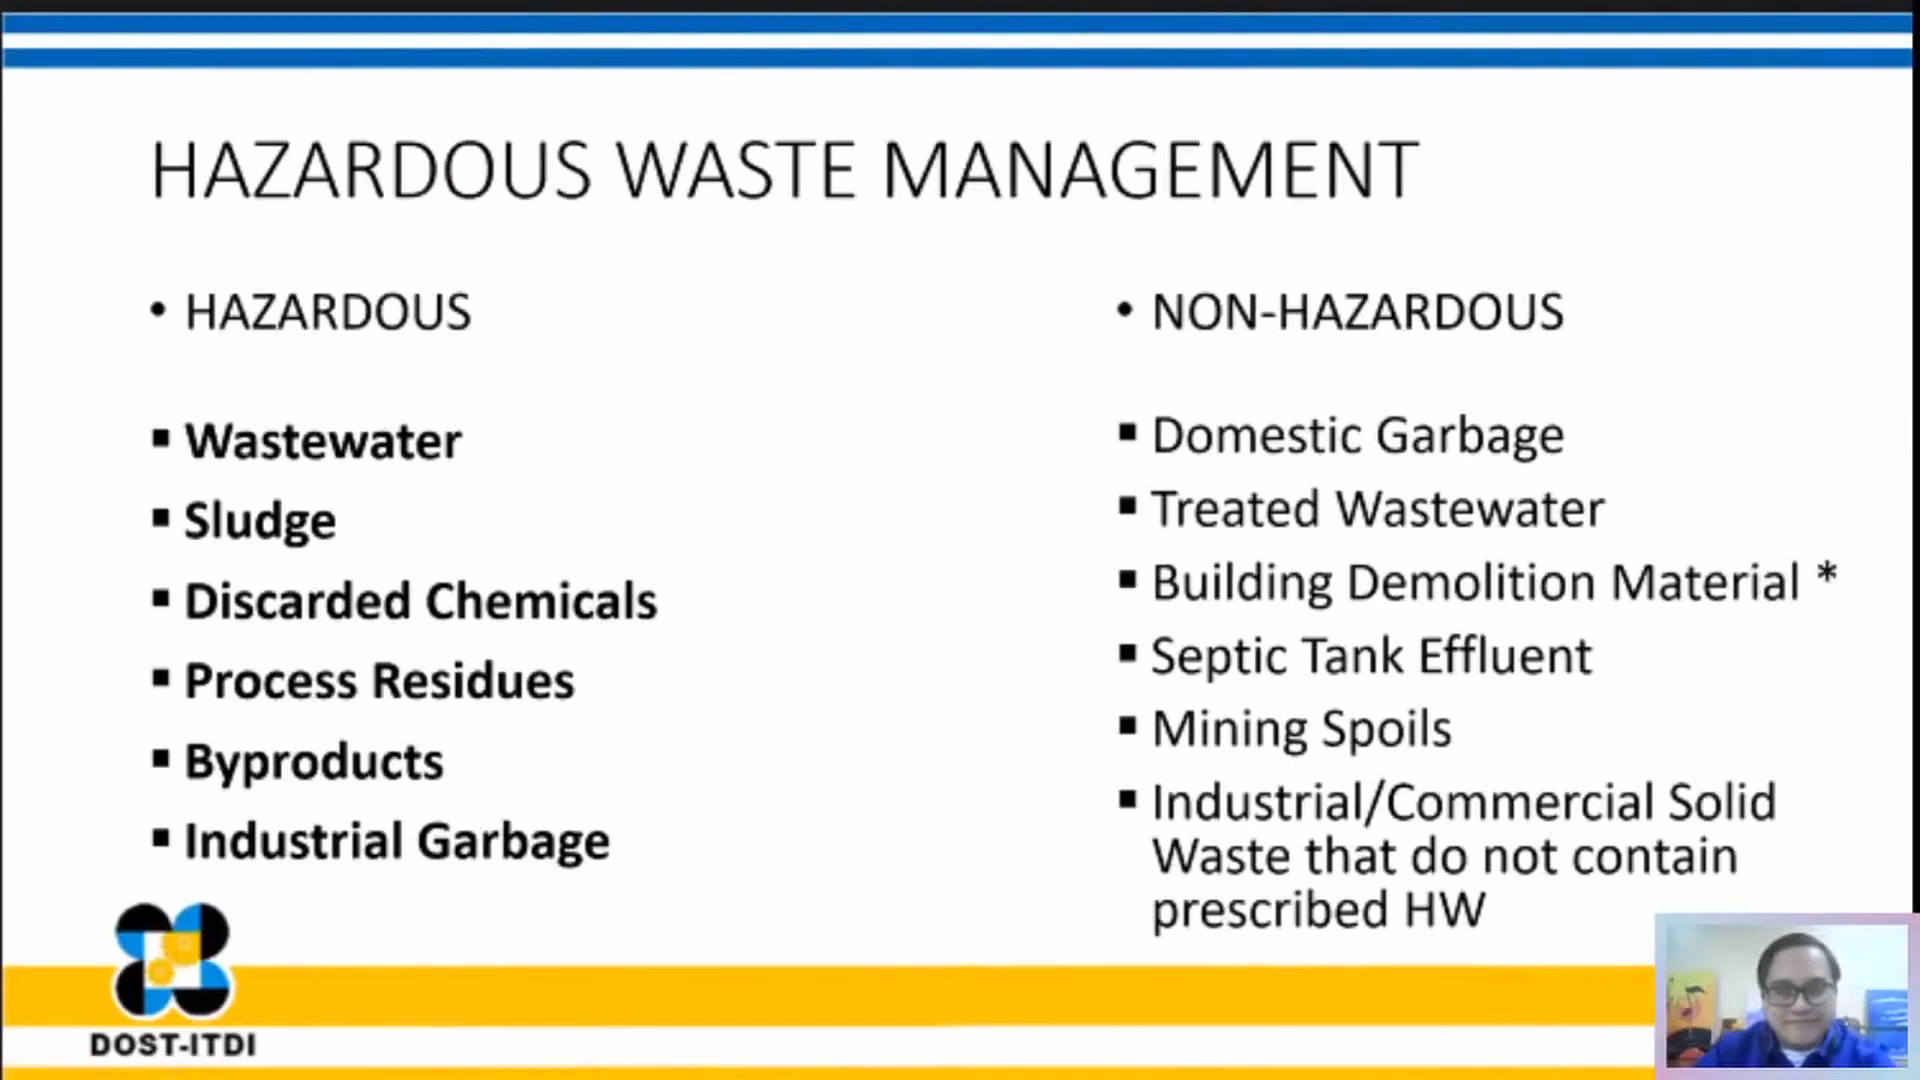 HAZARDOUS WASTE MANAGEMENT
• HAZARDOUS
▪ Wastewater
▪ Sludge
▪ Discarded Chemicals
▪ Process Residues
▪ Byproducts
▪ Industrial Garbage
• NON-HAZARDOUS
▪ Domestic Garbage
▪ Treated Wastewater
▪ Building Demolition Material *
▪ Septic Tank Effluent
▪ Mining Spoils
▪ Industrial/Commercial Solid
Waste that do not contain
prescribed HW
DOST-ITDI